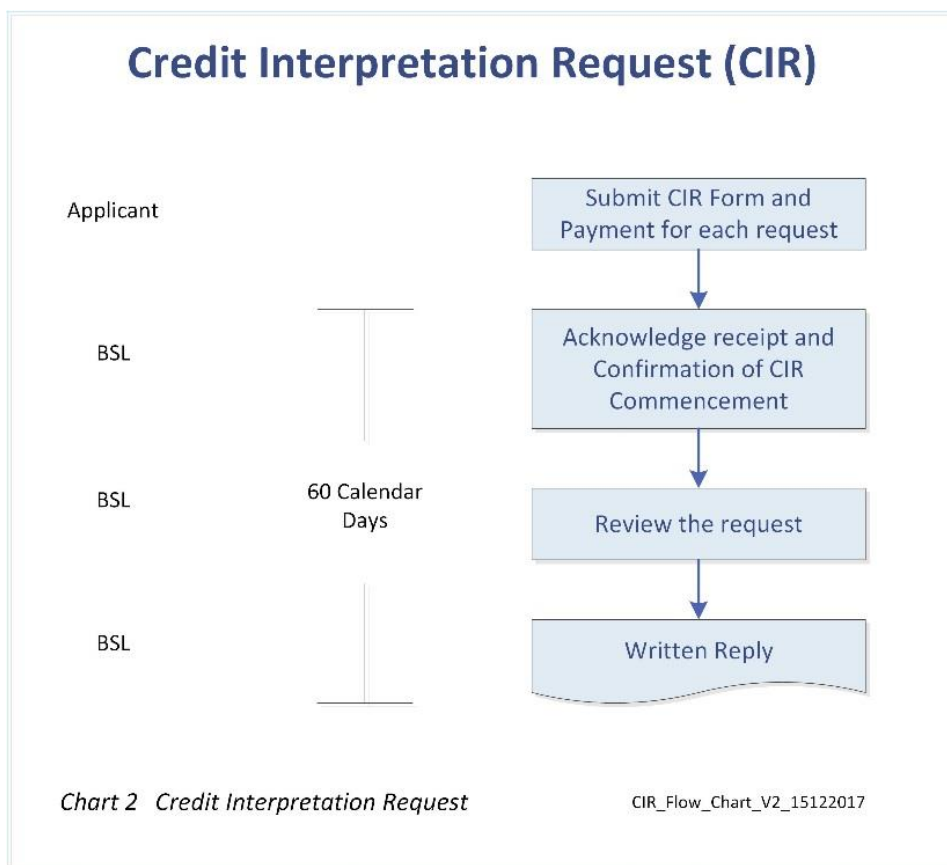 Credit Interpretation Request (CIR)
Applicant
Submit CIR Form and
Payment for each request
BSL
Acknowledge receipt and
Confirmation of CIR
Commencement
BSL
60 Calendar
Days
Review the request
BSL
Written Reply
Chart 2 Credit Interpretation Request
CIR_Flow_Chart_V2_15122017